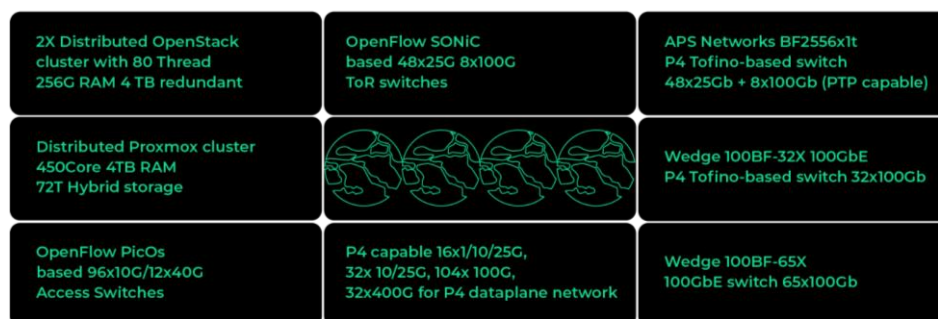 2X Distributed OpenStack
cluster with 80 Thread
256G RAM 4 TB redundant
OpenFlow SONiC
based 48x25G 8x100G
ToR switches
APS Networks BF2556x1t
P4 Tofino-based switch
48x25Gb + 8x100Gb (PTP capable)
Distributed Proxmox cluster
450Core 4TB RAM
72T Hybrid storage
Wedge 100BF-32X 100GbE
P4 Tofino-based switch 32x100Gb
OpenFlow PicOs
based 96x10G/12x40G
Access Switches
P4 capable 16x1/10/25G,
32x 10/25G, 104x 100G,
32x400G for P4 dataplane network
Wedge 100BF-65X
100GbE switch 65x100Gb